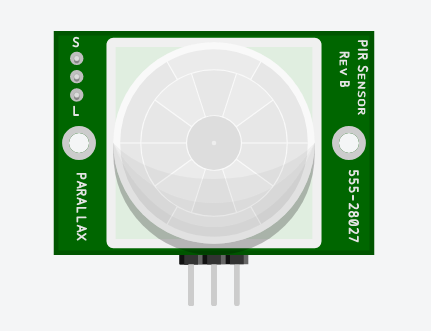 S
L
PARALLAX
PIR SENSOR
REV B
555-28027